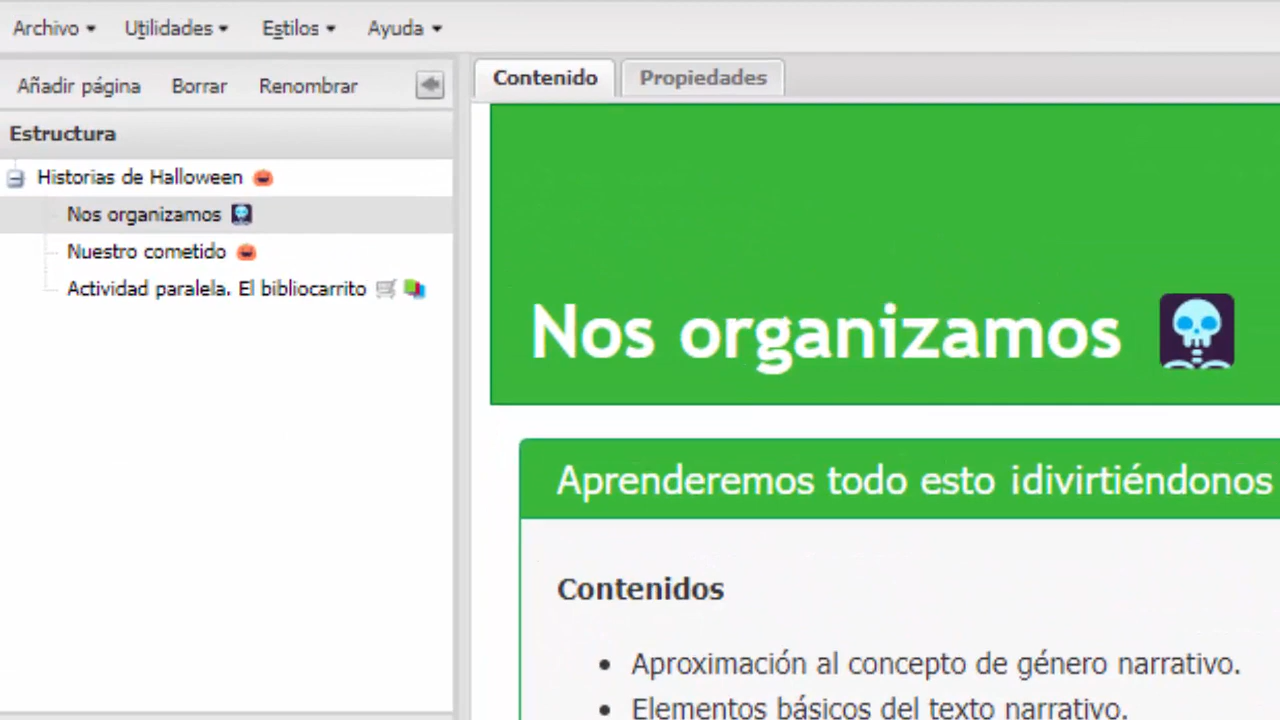 Archivo Utilidades Estilos Ayuda
Añadir página Borrar Renombrar
Estructura
Historias de Halloween
Nos organizamos
Nuestro cometido
Actividad paralela. El bibliocarrito
Contenido Propiedades
Nos organizamos
Aprenderemos todo esto ¡divirtiéndonos
Contenidos
• Aproximación al concepto de género narrativo.
• Elementos básicos del texto narrativo.